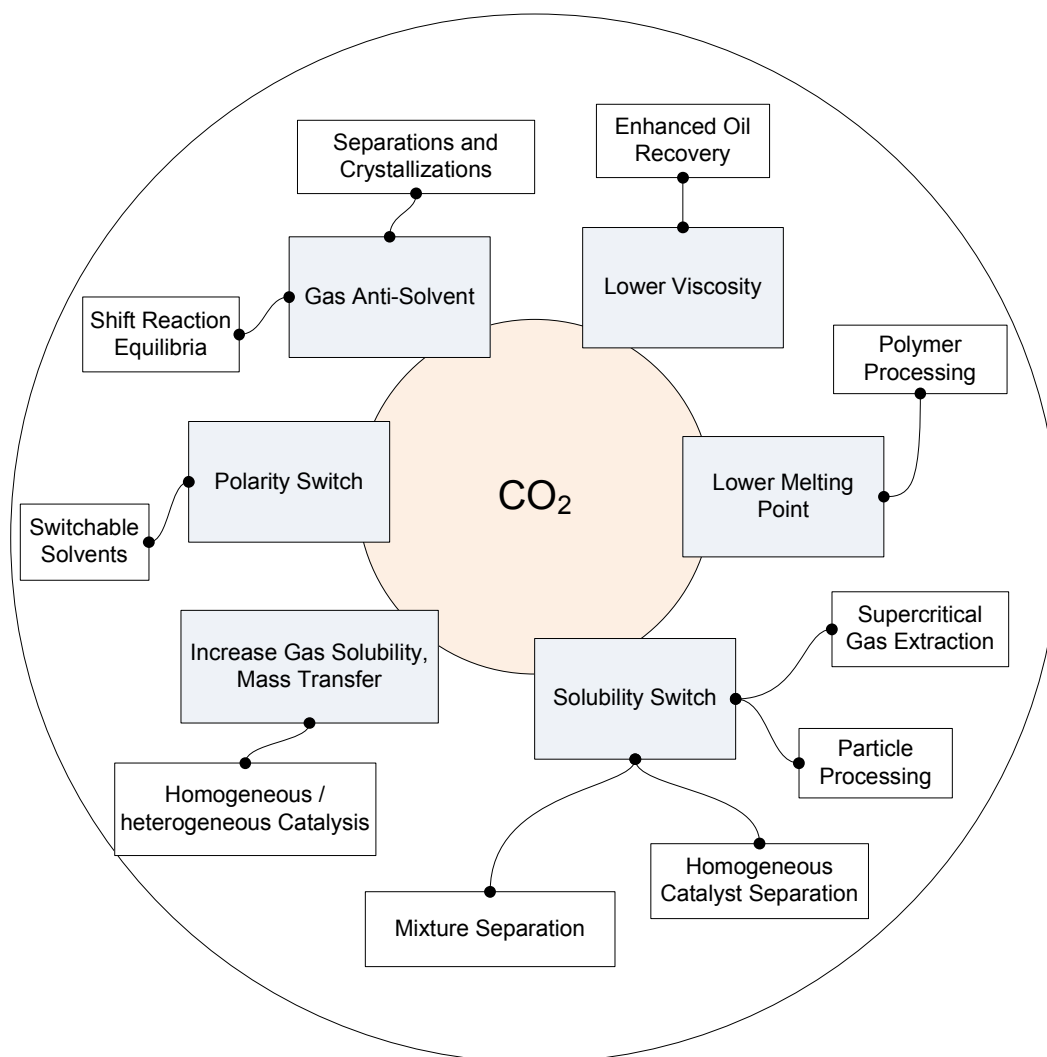 Enhanced Oil
Recovery
Separations and
Crystallizations
Gas Anti-Solvent
Lower Viscosity
Shift Reaction
Equilibria
Polymer
Processing
Polarity Switch
CO₂
Lower Melting
Point
Switchable
Solvents
Increase Gas Solubility,
Mass Transfer
Solubility Switch
Supercritical
Gas Extraction
Particle
Processing
Homogeneous /
heterogeneous Catalysis
Homogeneous
Catalyst Separation
Mixture Separation